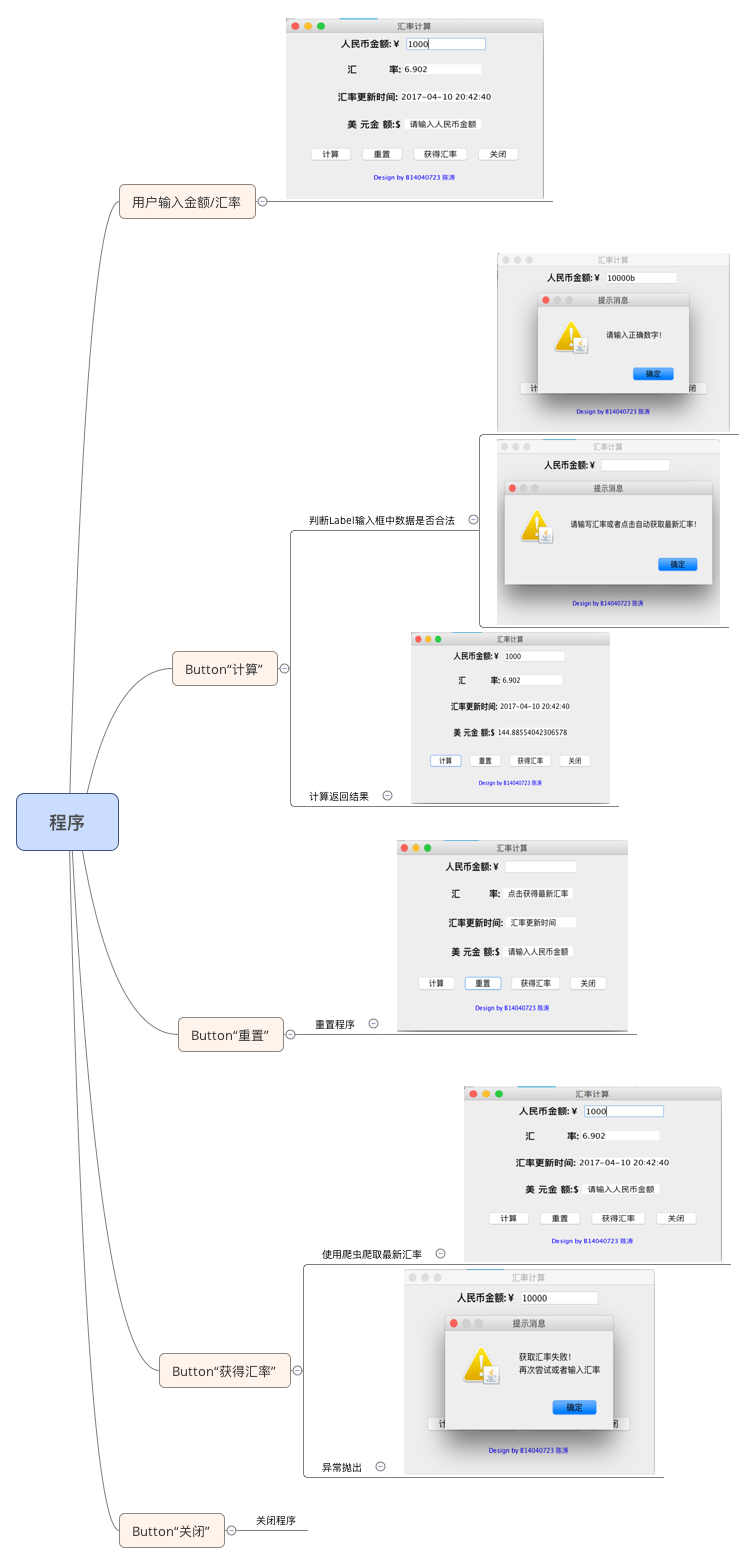 汇率计算
人民币金额:¥ 1000
汇 率: 6.902
汇率更新时间: 2017-04-10 20:42:40
美 元金 额:$ 请输入人民币金额
计算 重置 获得汇率 关闭
Design by B14040723 陈涛
用户输入金额/汇率
汇率计算
人民币金额:¥ 10000b
提示消息
请输入正确数字!
确定
计 闭
Design by B14040723 陈涛
汇率计算
人民币金额:¥
提示消息
请输写汇率或者点击自动获取最新汇率!
确定
Design by B14040723 陈涛
判断Label输入框中数据是否合法
汇率计算
人民币金额:¥ 1000
汇 率: 6.902
汇率更新时间: 2017-04-10 20:42:40
美 元金 额:$ 144.88554042306578
计算 重置 获得汇率 关闭
Design by B14040723 陈涛
Button“计算”
计算返回结果
程序
汇率计算
人民币金额:¥
汇 率: 点击获得最新汇率
汇率更新时间: 汇率更新时间
美 元金 额:$ 请输入人民币金额
计算 重置 获得汇率 关闭
Design by B14040723 陈涛
Button“重置”
重置程序
汇率计算
人民币金额:¥ 1000
汇 率: 6.902
汇率更新时间: 2017-04-10 20:42:40
美 元金 额:$ 请输入人民币金额
计算 重置 获得汇率 关闭
Design by B14040723 陈涛
使用爬虫爬取最新汇率
汇率计算
人民币金额:¥ 10000
提示消息
获取汇率失败!
再次尝试或者输入汇率
确定
计 闭
Design by B14040723 陈涛
Button“获得汇率”
异常抛出
Button“关闭”
关闭程序